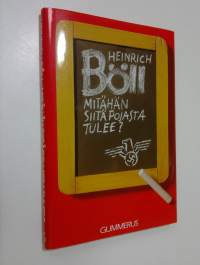 HEINRICH
Böll
MITÄHÄN
SIITÄ POJASTA
TULEE?
GUMMERUS